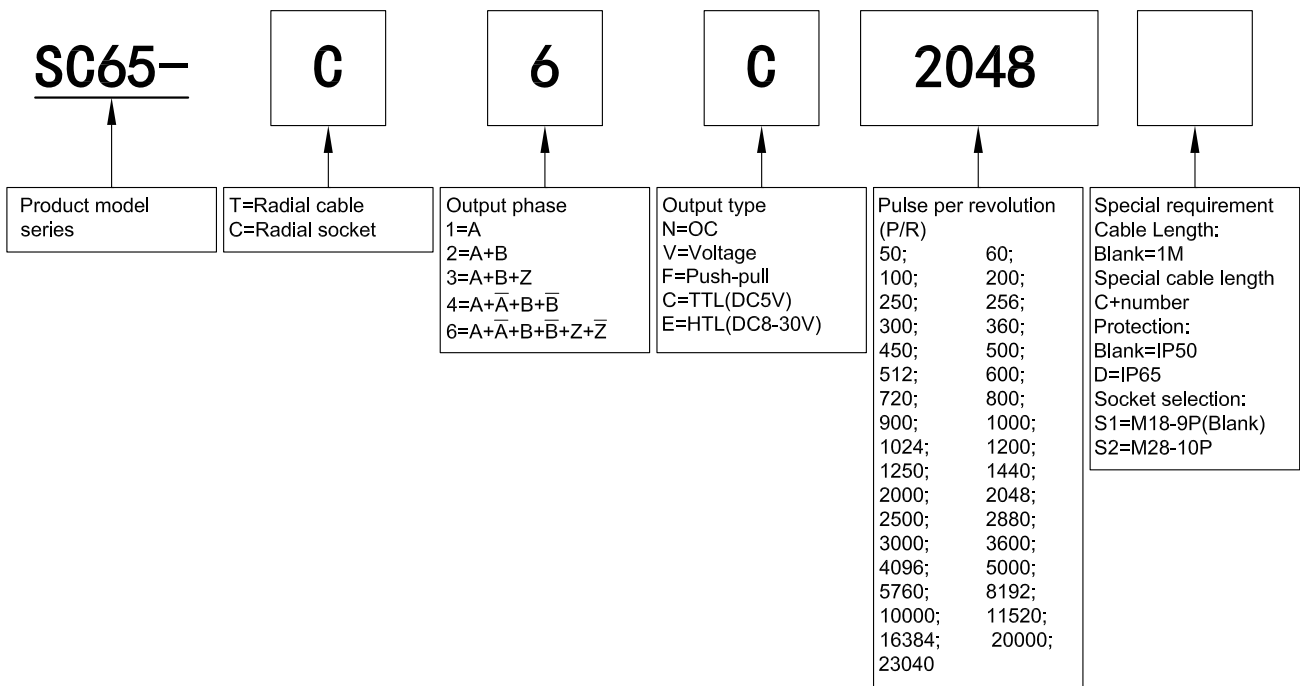 SC65- C 6 C 2048
Product model
series
T=Radial cable
C=Radial socket
Output phase
1=A
2=A+B
3=A+B+Z
4=A+A̅+B+B̅
6=A+A̅+B+B̅+Z+Z̅
Output type
N=OC
V=Voltage
F=Push-pull
C=TTL(DC5V)
E=HTL(DC8-30V)
Pulse per revolution
(P/R)
50; 60;
100; 200;
250; 256;
300; 360;
450; 500;
512; 600;
720; 800;
900; 1000;
1024; 1200;
1250; 1440;
2000; 2048;
2500; 2880;
3000; 3600;
4096; 5000;
5760; 8192;
10000; 11520;
16384; 20000;
23040
Special requirement
Cable Length:
Blank=1M
Special cable length
C+number
Protection:
Blank=IP50
D=IP65
Socket selection:
S1=M18-9P(Blank)
S2=M28-10P